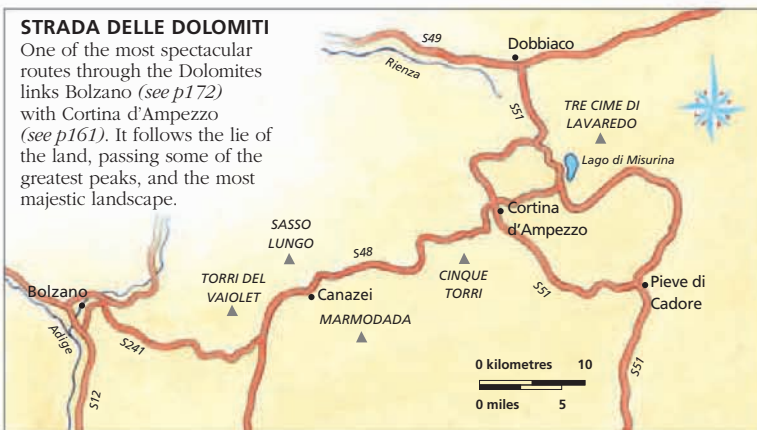 STRADA DELLE DOLOMITI
One of the most spectacular
routes through the Dolomites
links Bolzano (see p172)
with Cortina d'Ampezzo
(see p161). It follows the lie of
the land, passing some of the
greatest peaks, and the most
majestic landscape.
S49
Rienza
Dobbiaco
S51
TRE CIME DI
LAVAREDO
Lago di Misurina
Cortina
d'Ampezzo
SASSO
LUNGO
S48
TORRI DEL
VAIOLET
Canazei
CINQUE
TORRI
S51
Pieve di
Cadore
Bolzano
MARMODADA
Adige
S241
S12
S51
0 kilometres 10
0 miles 5